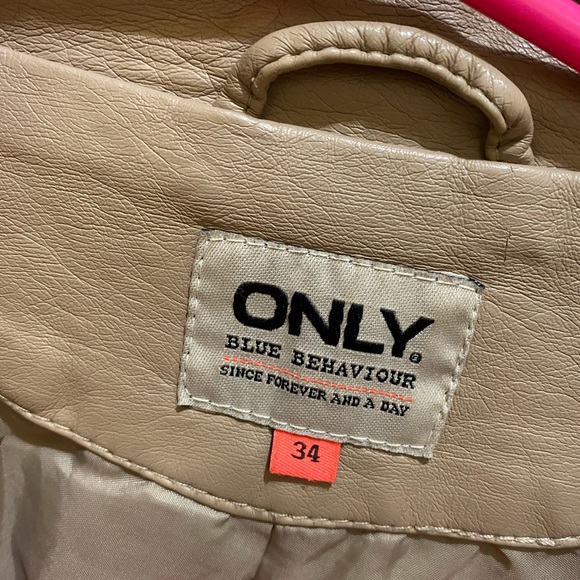 ONLY®
BLUE BEHAVIOUR
SINCE FOREVER AND A DAY
34